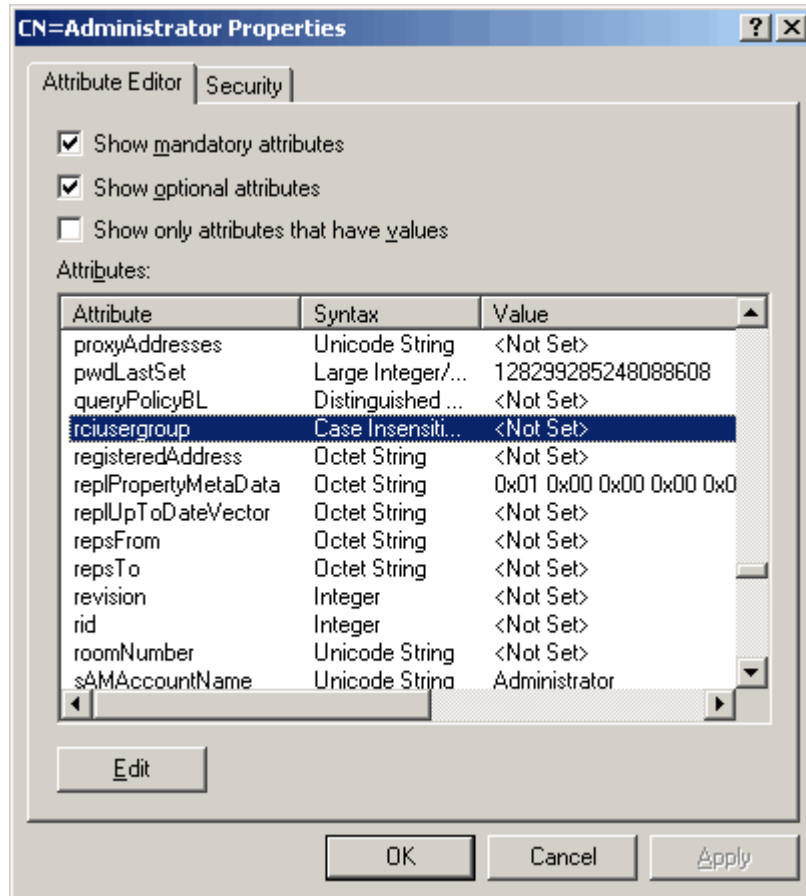 CN=Administrator Properties
Attribute Editor Security
Show mandatory attributes
Show optional attributes
Show only attributes that have values
Attributes:
Attribute Syntax Value
proxyAddresses Unicode String <Not Set>
pwdLastSet Large Integer/... 128299285248088608
queryPolicyBL Distinguished ... <Not Set>
rciusergroup Case Insensiti... <Not Set>
registeredAddress Octet String <Not Set>
replPropertyMetaData Octet String 0x01 0x00 0x00 0x00 0x0
replUpToDateVector Octet String <Not Set>
repsFrom Octet String <Not Set>
repsTo Octet String <Not Set>
revision Integer <Not Set>
rid Integer <Not Set>
roomNumber Unicode String <Not Set>
sAMAccountName Unicode String Administrator
Edit
OK Cancel Apply